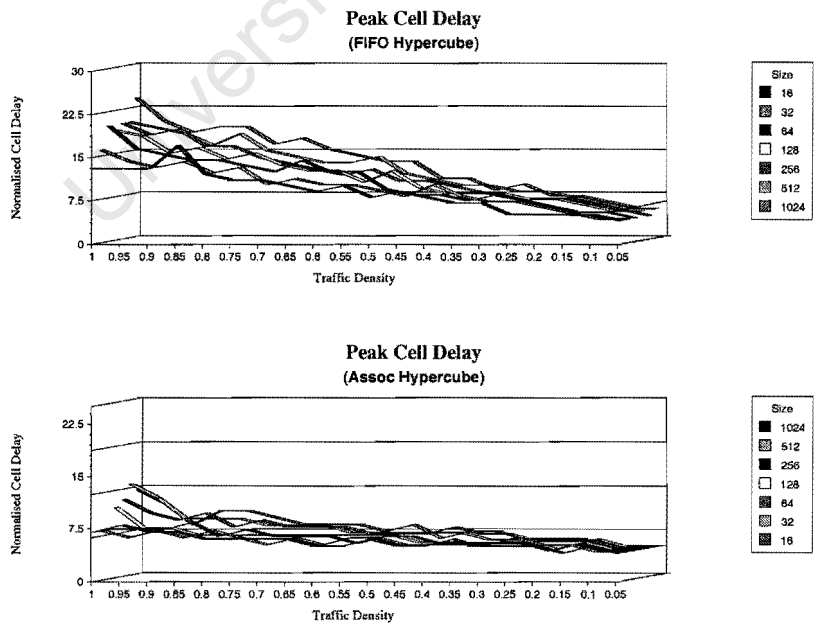 Peak Cell Delay
(FIFO Hypercube)
Normalised Cell Delay
30
22.5
15
7.5
0
1 0.95 0.9 0.85 0.8 0.75 0.7 0.65 0.6 0.55 0.5 0.45 0.4 0.35 0.3 0.25 0.2 0.15 0.1 0.05
Traffic Density
Size
16
32
64
128
256
512
1024
Universi
Peak Cell Delay
(Assoc Hypercube)
Normalised Cell Delay
22.5
15
7.5
0
1 0.95 0.9 0.85 0.8 0.75 0.7 0.65 0.6 0.55 0.5 0.45 0.4 0.35 0.3 0.25 0.2 0.15 0.1 0.05
Traffic Density
Size
1024
512
256
128
64
32
16